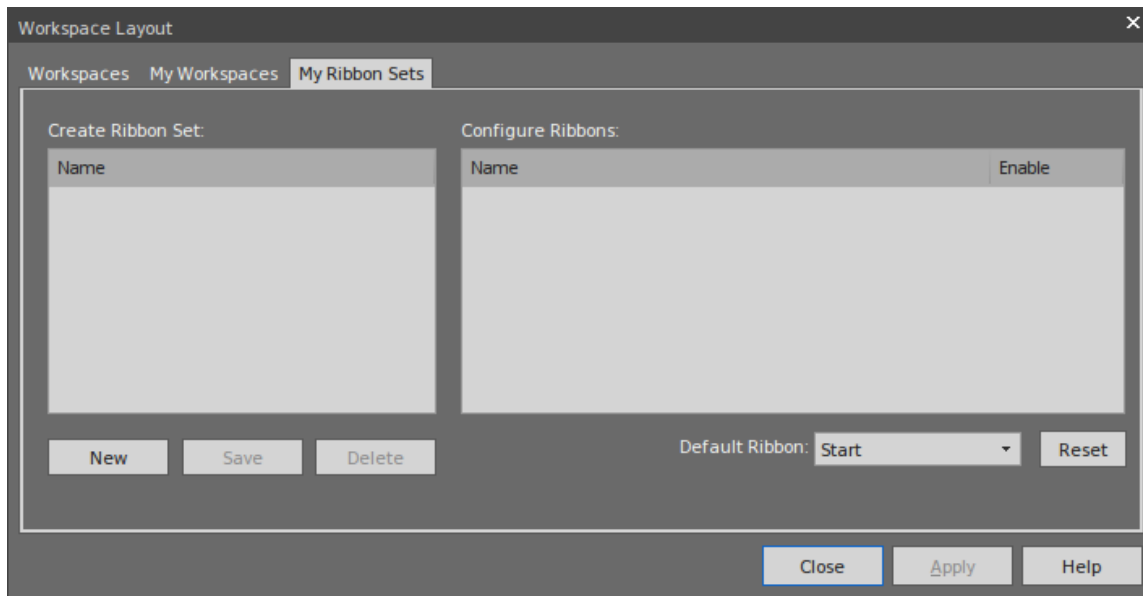 Workspace Layout
Workspaces My Workspaces My Ribbon Sets
Create Ribbon Set: Configure Ribbons:
Name Name Enable
New Save Delete Default Ribbon: Start Reset
Close Apply Help